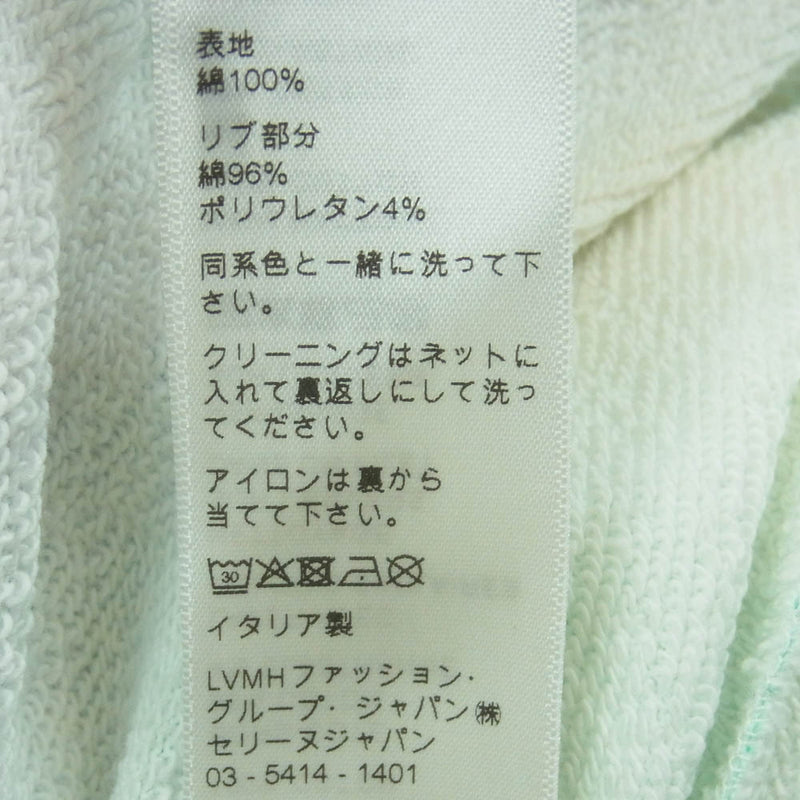 表地
綿100%
リブ部分
綿96%
ポリウレタン4%
同系色と一緒に洗って下
さい。
クリーニングはネットに
入れて裏返しにして洗っ
てください。
アイロンは裏から
当てて下さい。
30
イタリア製
LVMHファッション・
グループ・ジャパン㈱
セリーヌジャパン
03 - 5414 - 1401